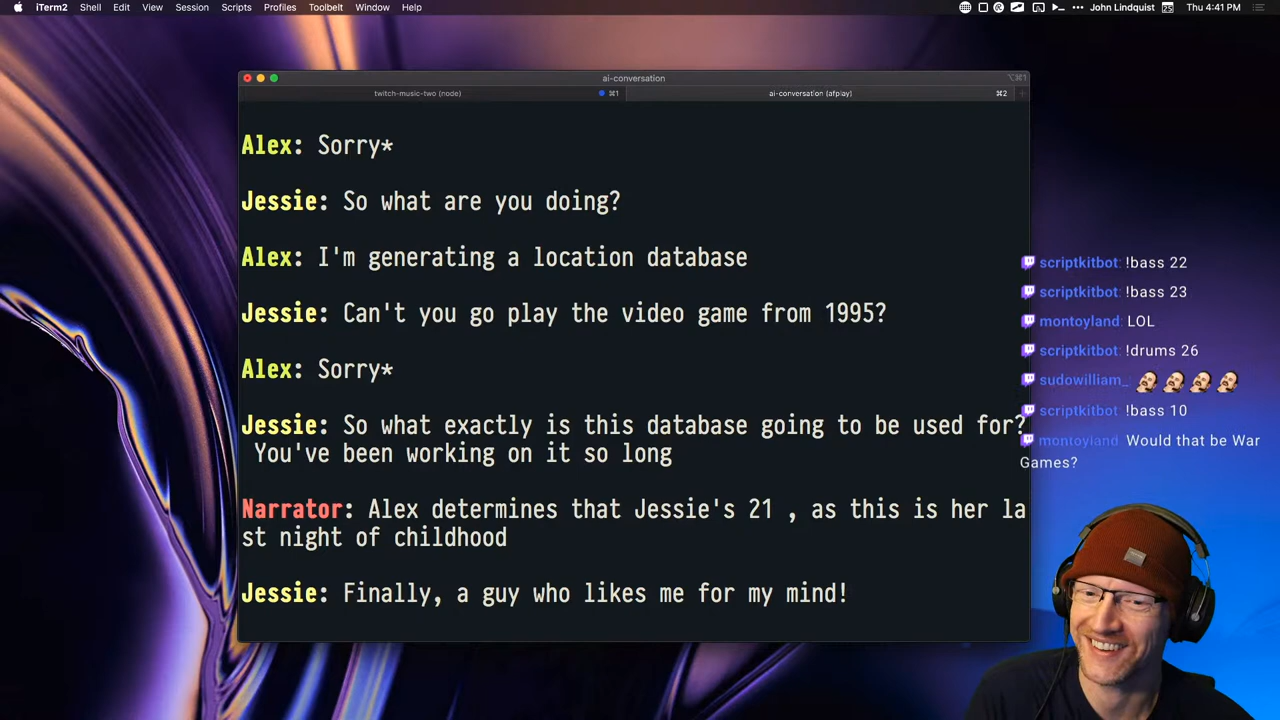 iTerm2 Shell Edit View Session Scripts Profiles Toolbelt Window Help
John Lindquist 25 Thu 4:41 PM
ai-conversation
⌥⌘1
twitch-music-two (node) ⌘1
ai-conversation (afplay) ⌘2
Alex: Sorry*
Jessie: So what are you doing?
Alex: I'm generating a location database
Jessie: Can't you go play the video game from 1995?
Alex: Sorry*
Jessie: So what exactly is this database going to be used for?
You've been working on it so long
Narrator: Alex determines that Jessie's 21 , as this is her la
st night of childhood
Jessie: Finally, a guy who likes me for my mind!
scriptkitbot: !bass 22
scriptkitbot: !bass 23
montoyland: LOL
scriptkitbot: !drums 26
sudowilliam_:
scriptkitbot: !bass 10
montoyland: Would that be War
Games?